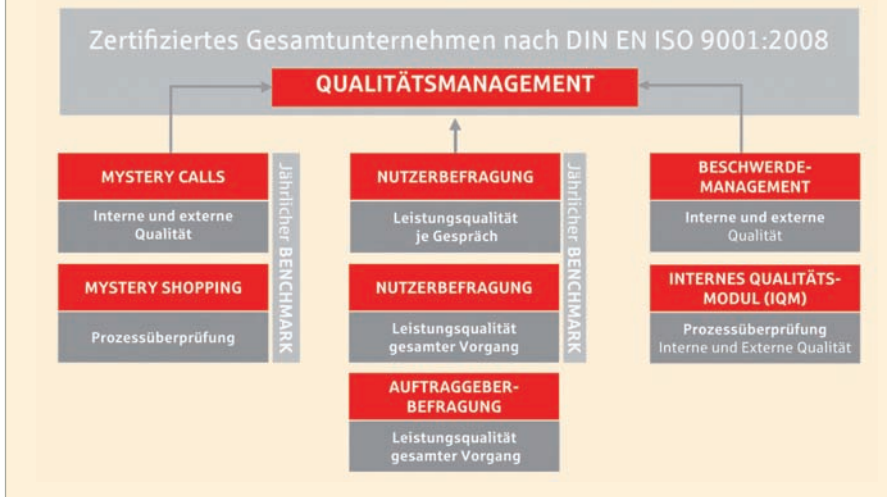 Zertifiziertes Gesamtunternehmen nach DIN EN ISO 9001:2008
QUALITÄTSMANAGEMENT
MYSTERY CALLS
Interne und externe
Qualität
MYSTERY SHOPPING
Prozessüberprüfung
Jährlicher BENCHMARK
NUTZERBEFRAGUNG
Leistungsqualität
je Gespräch
NUTZERBEFRAGUNG
Leistungsqualität
gesamter Vorgang
Jährlicher BENCHMARK
AUFTRAGGEBER-
BEFRAGUNG
Leistungsqualität
gesamter Vorgang
BESCHWERDE-
MANAGEMENT
Interne und externe
Qualität
INTERNES QUALITÄTS-
MODUL (IQM)
Prozessüberprüfung
Interne und Externe Qualität